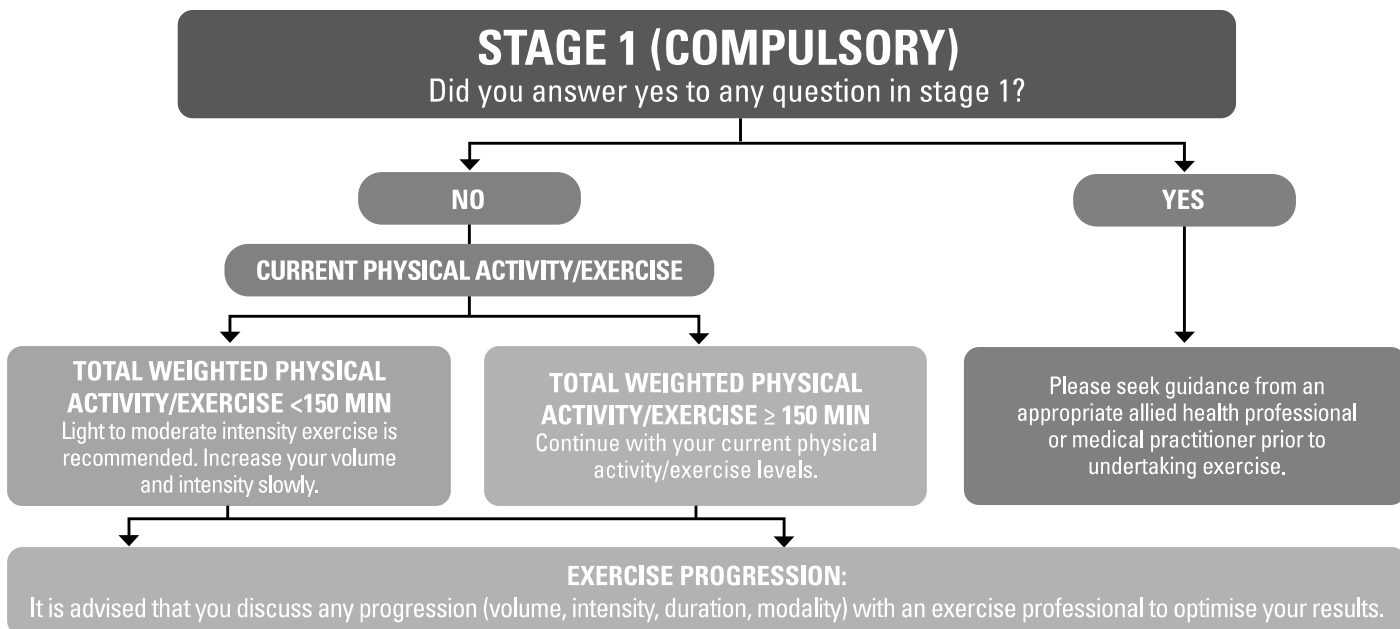 STAGE 1 (COMPULSORY)
Did you answer yes to any question in stage 1?
NO
YES
CURRENT PHYSICAL ACTIVITY/EXERCISE
TOTAL WEIGHTED PHYSICAL
ACTIVITY/EXERCISE <150 MIN
Light to moderate intensity exercise is
recommended. Increase your volume
and intensity slowly.
TOTAL WEIGHTED PHYSICAL
ACTIVITY/EXERCISE ≥ 150 MIN
Continue with your current physical
activity/exercise levels.
Please seek guidance from an
appropriate allied health professional
or medical practitioner prior to
undertaking exercise.
EXERCISE PROGRESSION:
It is advised that you discuss any progression (volume, intensity, duration, modality) with an exercise professional to optimise your results.